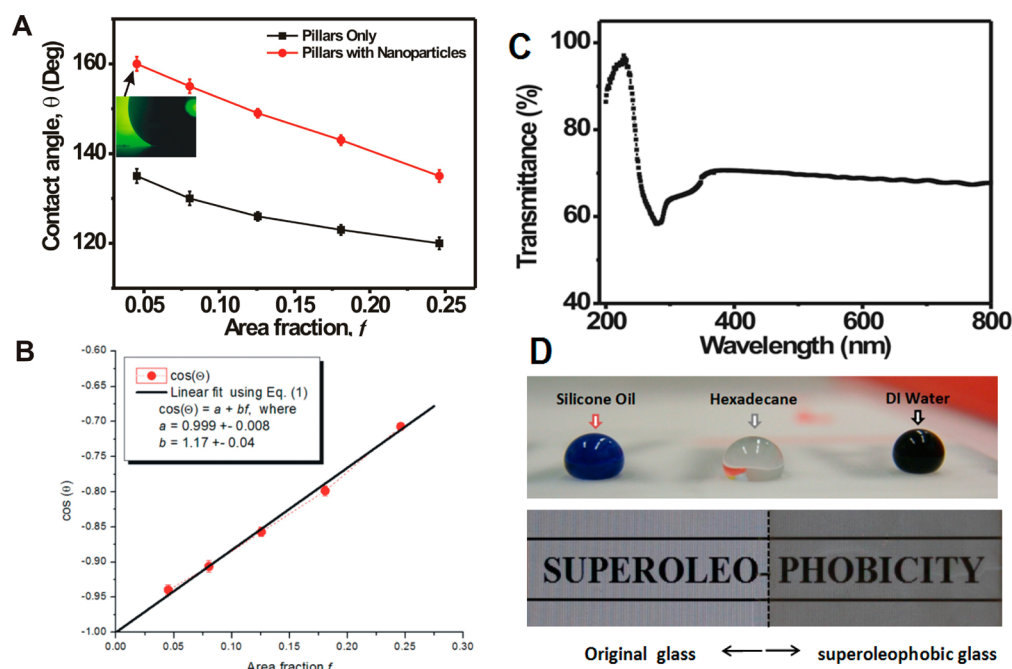 A
Contact angle, θ (Deg)
160
140
120
Pillars Only
Pillars with Nanoparticles
0.05 0.10 0.15 0.20 0.25
Area fraction, f
B
cos (θ)
-0.60
-0.65
-0.70
-0.75
-0.80
-0.85
-0.90
-0.95
-1.00
cos(Θ)
Linear fit using Eq. (1)
cos(Θ) = a + bf, where
a = 0.999 +- 0.008
b = 1.17 +- 0.04
0.00 0.05 0.10 0.15 0.20 0.25 0.30
Area fraction f
C
Transmittance (%)
100
80
60
40
200 400 600 800
Wavelength (nm)
D
Silicone Oil Hexadecane DI Water
SUPEROLEO-PHOBICITY
Original glass superoleophobic glass